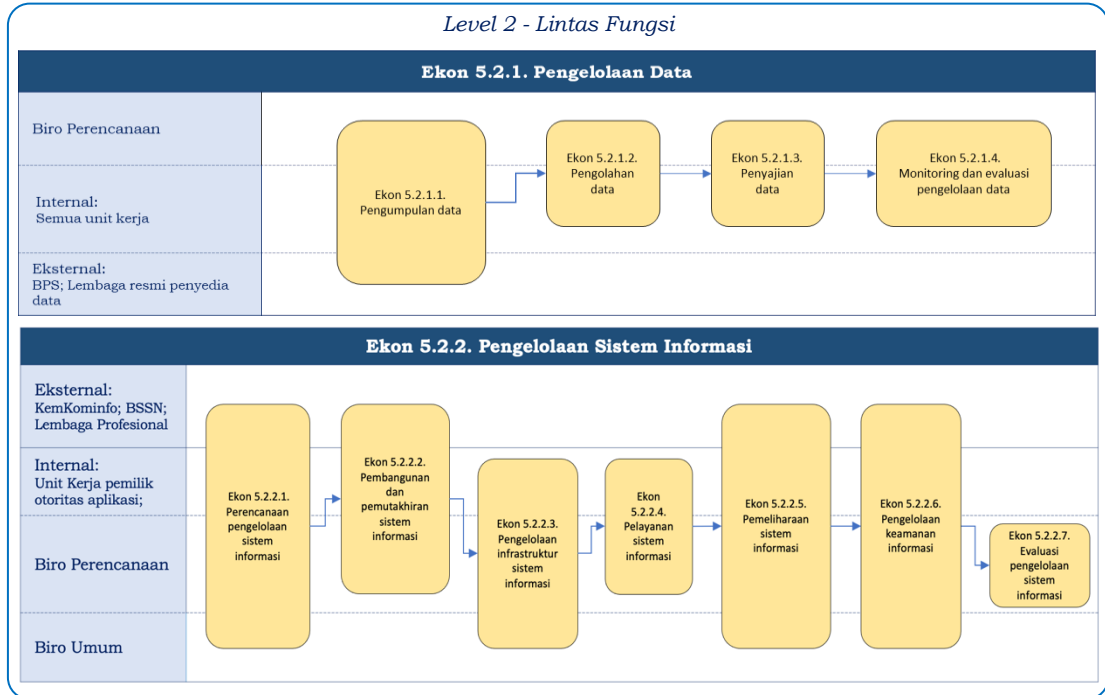 Level 2 - Lintas Fungsi
Ekon 5.2.1. Pengelolaan Data
Biro Perencanaan
Internal:
Semua unit kerja
Eksternal:
BPS; Lembaga resmi penyedia
data
Ekon 5.2.1.1.
Pengumpulan data
Ekon 5.2.1.2.
Pengolahan
data
Ekon 5.2.1.3.
Penyajian
data
Ekon 5.2.1.4.
Monitoring dan evaluasi
pengelolaan data
Ekon 5.2.2. Pengelolaan Sistem Informasi
Eksternal:
KemKominfo; BSSN;
Lembaga Profesional
Internal:
Unit Kerja pemilik
otoritas aplikasi;
Biro Perencanaan
Biro Umum
Ekon 5.2.2.1.
Perencanaan
pengelolaan
sistem
informasi
Ekon 5.2.2.2.
Pembangunan
dan
pemutakhiran
sistem
informasi
Ekon 5.2.2.3.
Pengelolaan
infrastruktur
sistem
informasi
Ekon
5.2.2.4.
Pelayanan
sistem
informasi
Ekon 5.2.2.5.
Pemeliharaan
sistem
informasi
Ekon 5.2.2.6.
Pengelolaan
keamanan
informasi
Ekon 5.2.2.7.
Evaluasi
pengelolaan
sistem
informasi